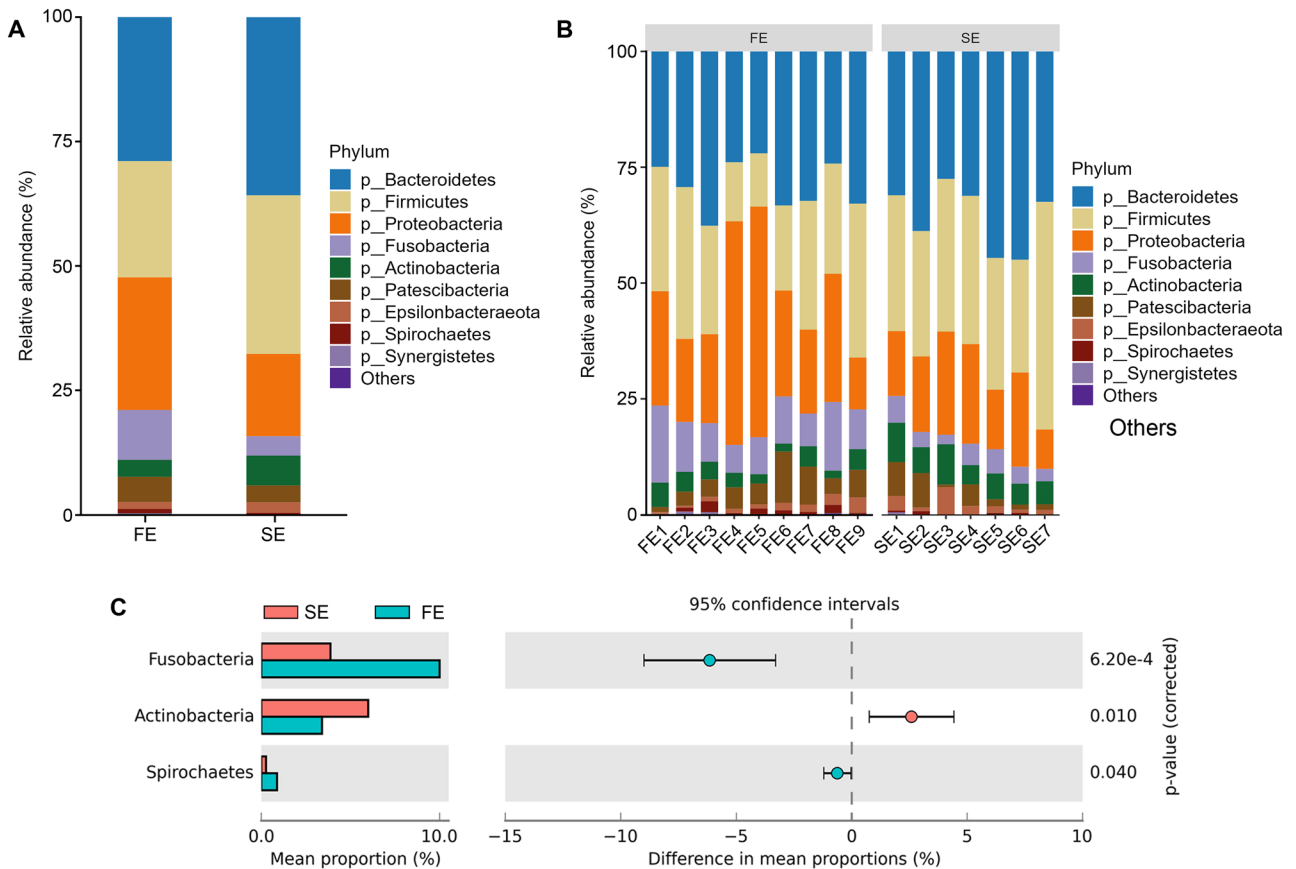 A
Relative abundance (%)
100
75
50
25
0
FE
SE
Phylum
p__Bacteroidetes
p__Firmicutes
p__Proteobacteria
p__Fusobacteria
p__Actinobacteria
p__Patescibacteria
p__Epsilonbacteraeota
p__Spirochaetes
p__Synergistetes
Others
B
FE
SE
Relative abundance (%)
100
75
50
25
0
FE1
FE2
FE3
FE4
FE5
FE6
FE7
FE8
FE9
SE1
SE2
SE3
SE4
SE5
SE6
SE7
Phylum
p__Bacteroidetes
p__Firmicutes
p__Proteobacteria
p__Fusobacteria
p__Actinobacteria
p__Patescibacteria
p__Epsilonbacteraeota
p__Spirochaetes
p__Synergistetes
Others
Others
C
SE
FE
95% confidence intervals
Fusobacteria
6.20e-4
Actinobacteria
0.010
Spirochaetes
0.040
p-value (corrected)
0.0
10.0
Mean proportion (%)
−15
−10
−5
0
5
10
Difference in mean proportions (%)